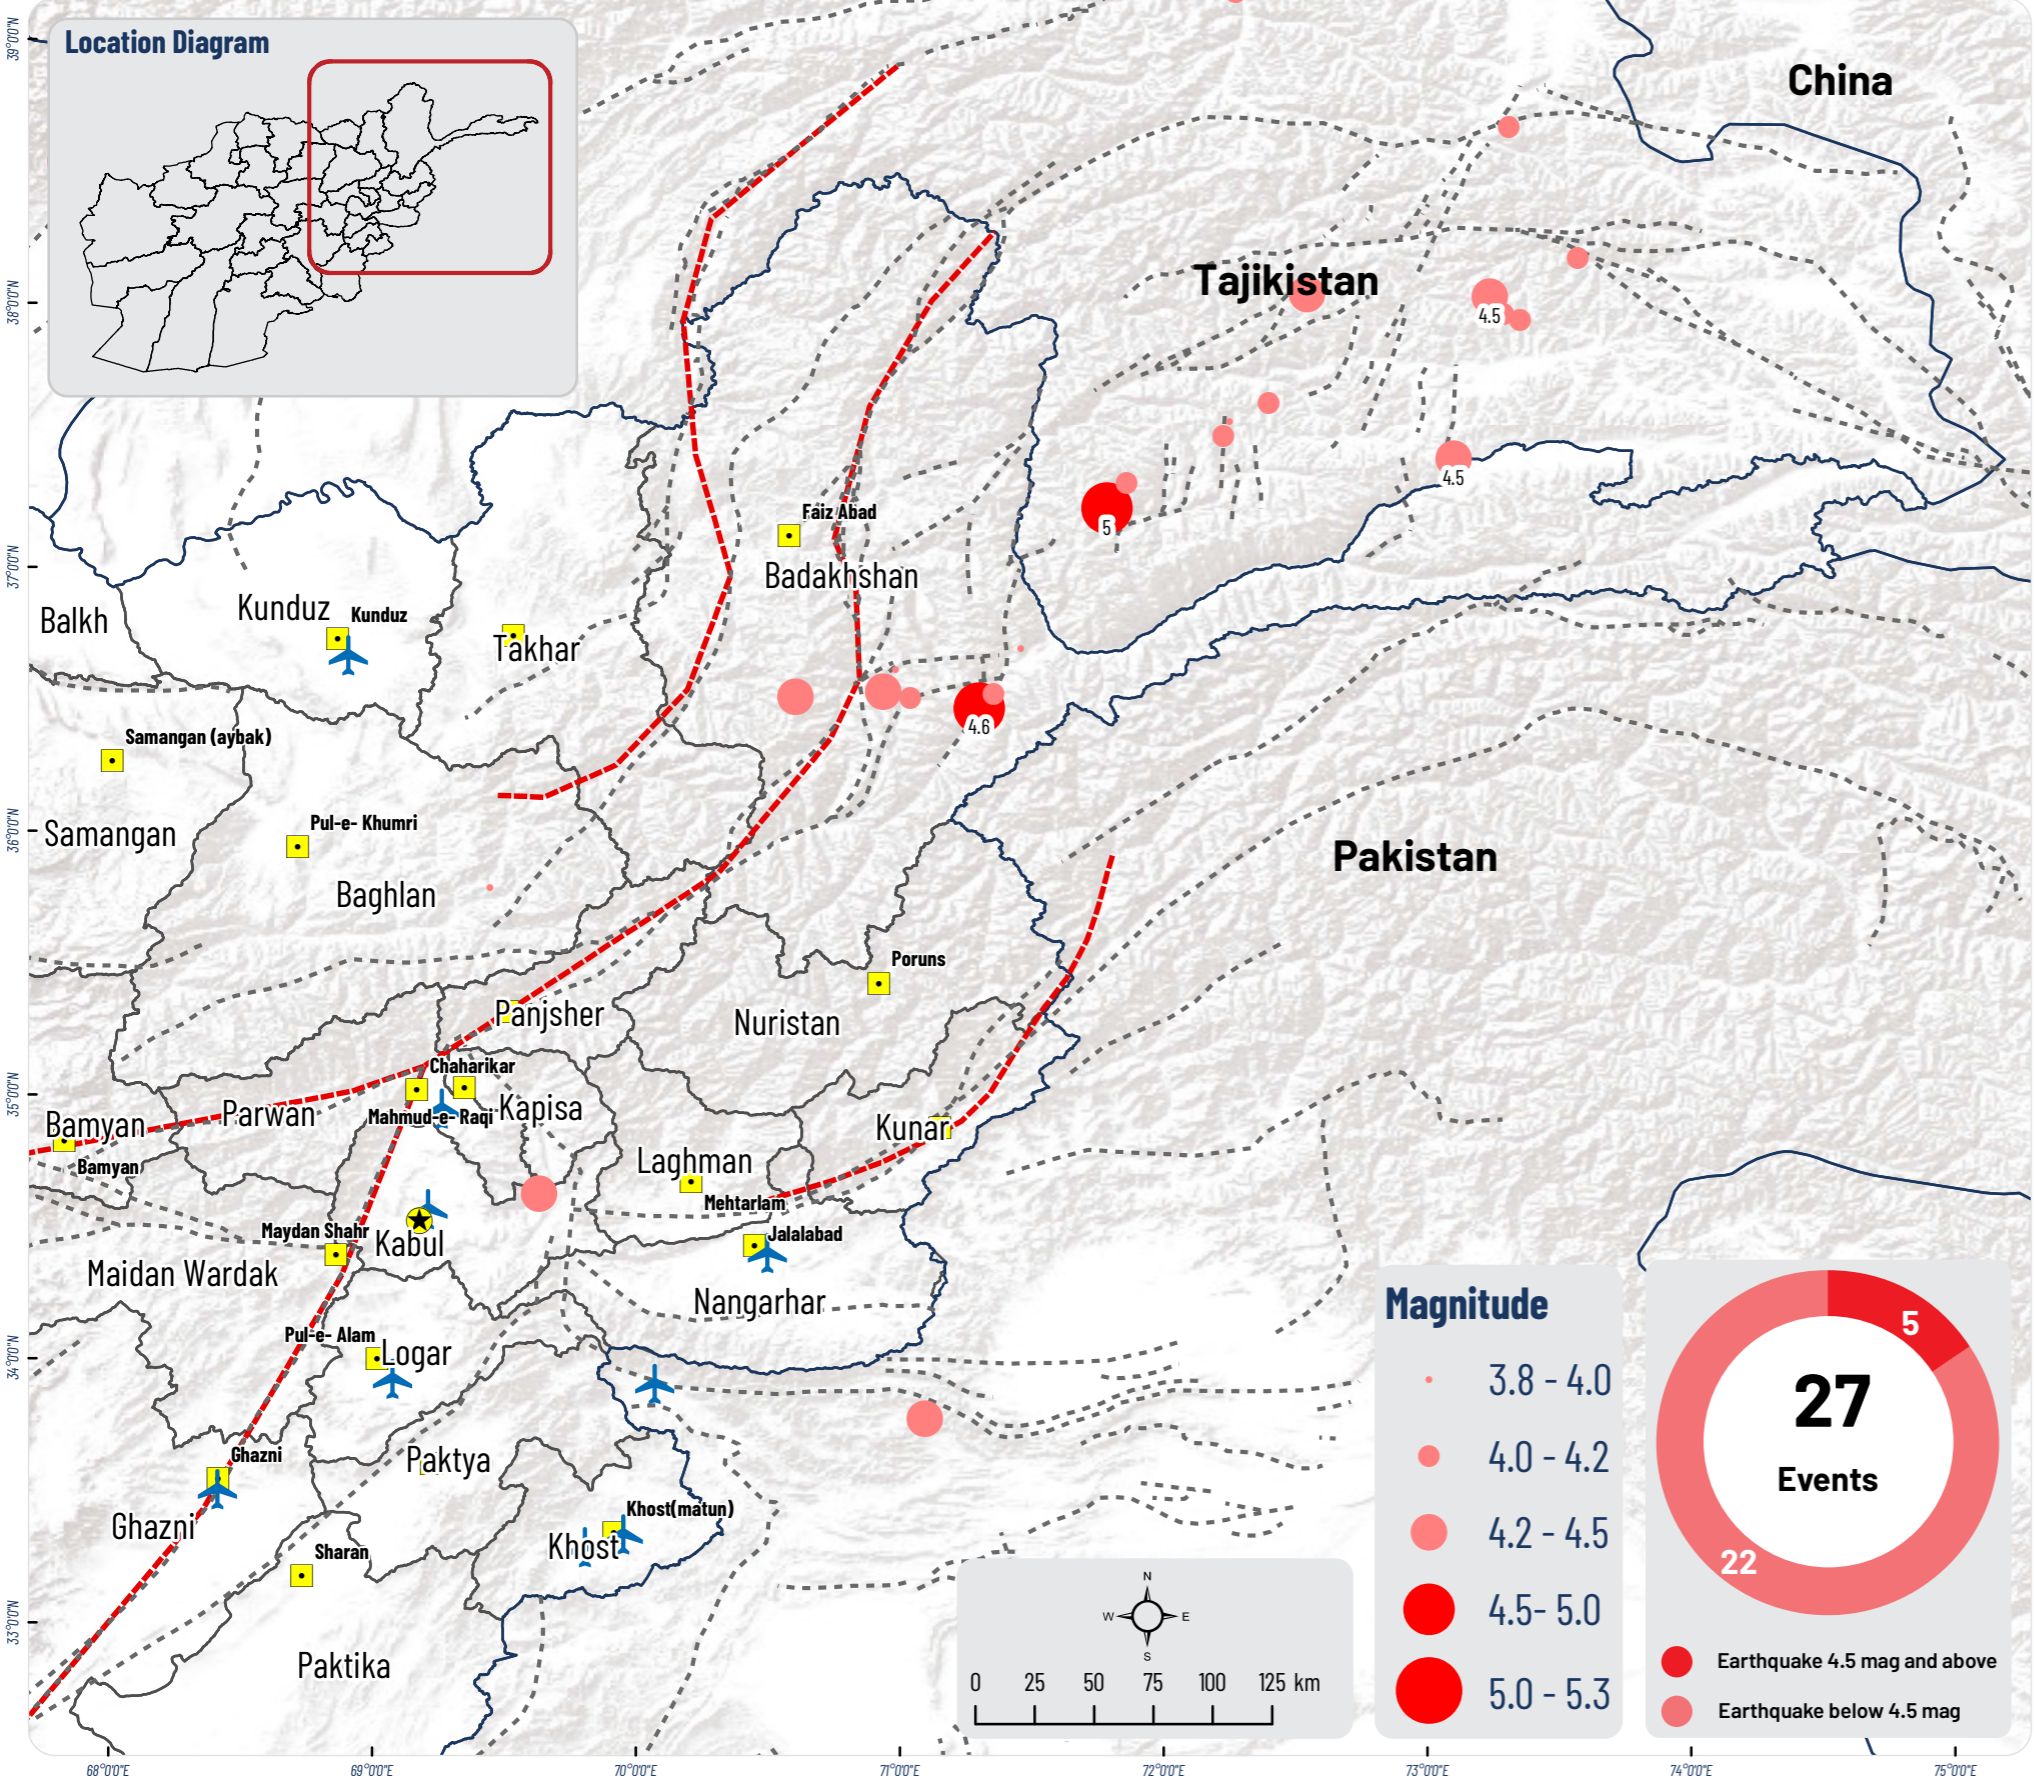 Location Diagram
China
Tajikistan
4.5
4.5
5
Faiz Abad
Badakhshan
Kunduz
Kunduz
Balkh
Takhar
4.6
Samangan (aybak)
Samangan
Pul-e- Khumri
Baghlan
Pakistan
Poruns
Panjsher
Nuristan
Chaharikar
Bamyan
Parwan
Mahmud-e- Raqi
Kapisa
Kunar
Bamyan
Laghman
Mehtarlam
Maydan Shahr
Kabul
Jalalabad
Maidan Wardak
Nangarhar
Pul-e- Alam
Logar
Ghazni
Paktya
Ghazni
Khost(matun)
Khost
Sharan
Paktika
39°0'0"N
38°0'0"N
37°0'0"N
36°0'0"N
35°0'0"N
34°0'0"N
33°0'0"N
68°0'0"E
69°0'0"E
70°0'0"E
71°0'0"E
72°0'0"E
73°0'0"E
74°0'0"E
75°0'0"E
N
W E
S
0 25 50 75 100 125 km
Magnitude
3.8 - 4.0
4.0 - 4.2
4.2 - 4.5
4.5- 5.0
5.0 - 5.3
5
27
Events
22
Earthquake 4.5 mag and above
Earthquake below 4.5 mag